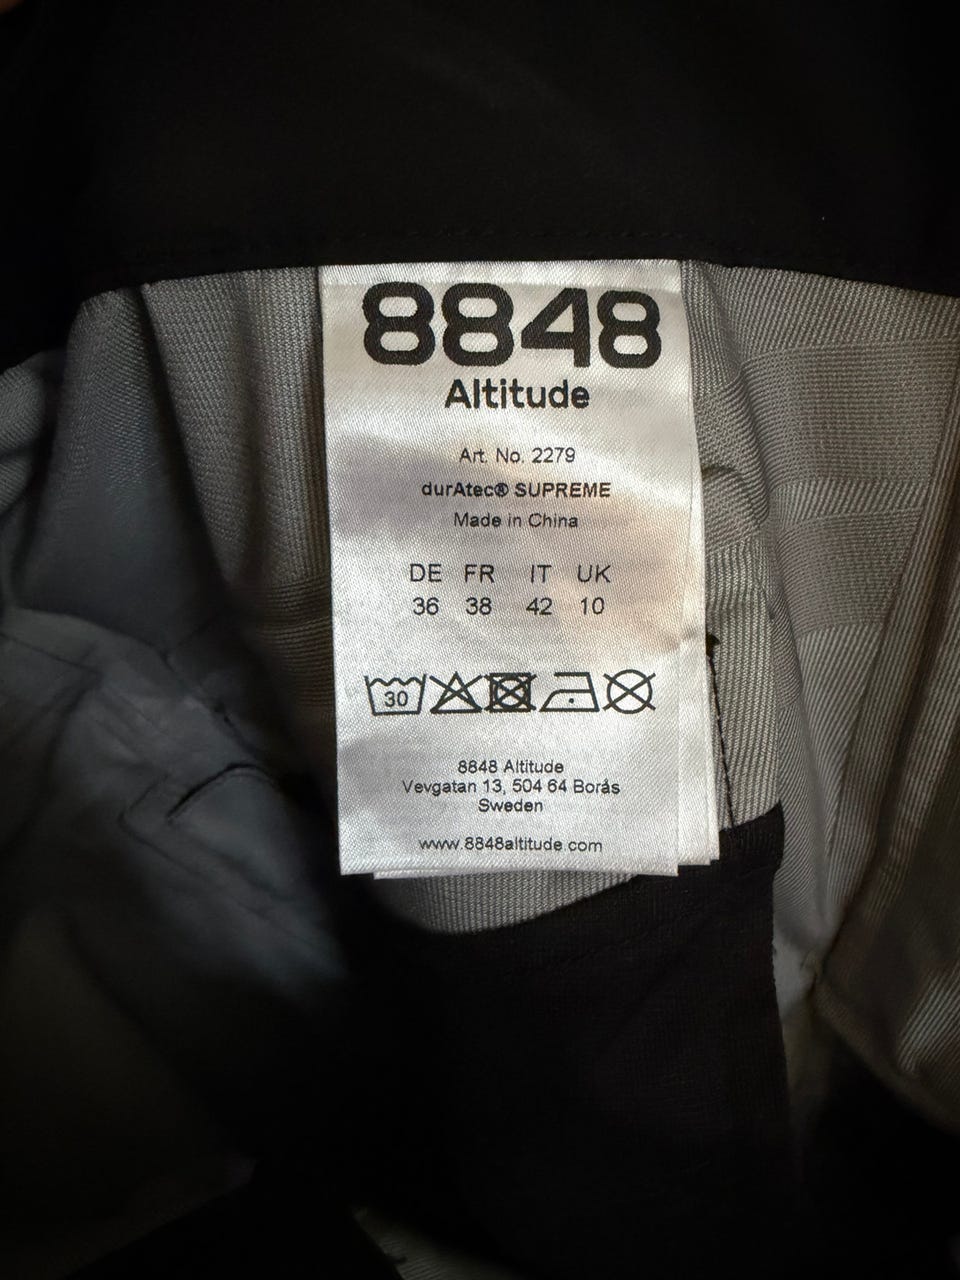 8848
Altitude
Art. No. 2279
durAtec® SUPREME
Made in China
DE FR IT UK
36 38 42 10
30
8848 Altitude
Vevgatan 13, 504 64 Borås
Sweden
www.8848altitude.com